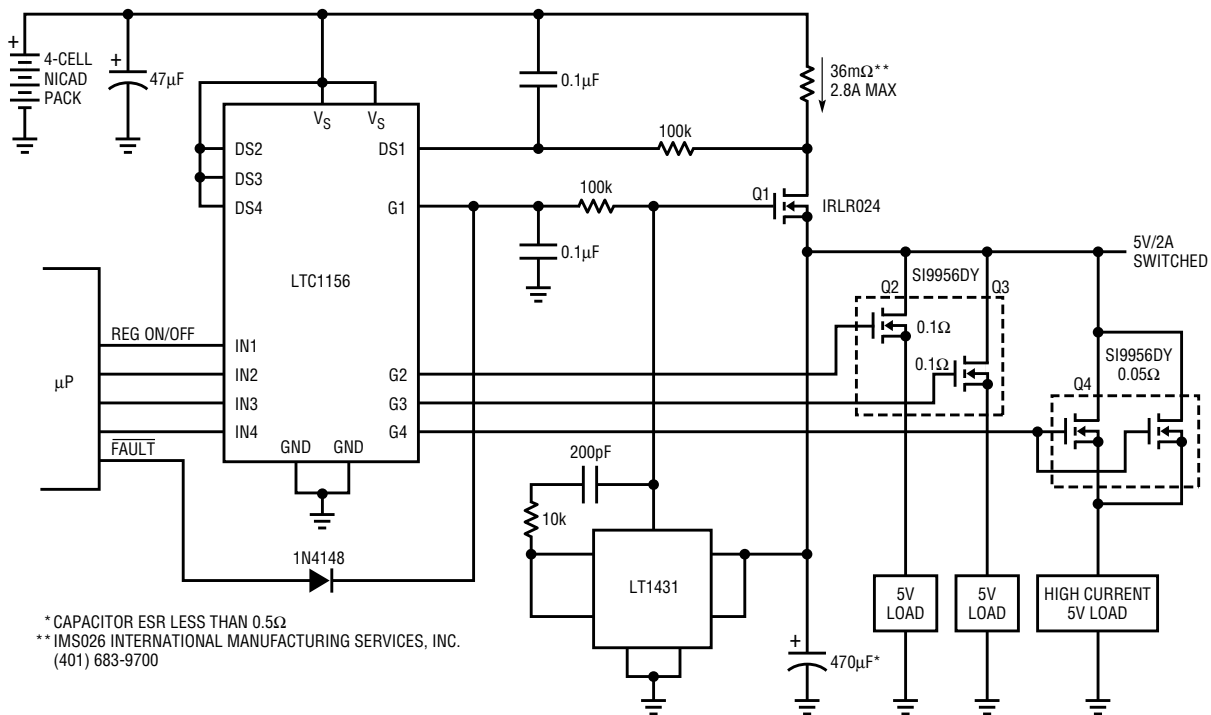 +
4-CELL
NICAD
PACK
+
47µF
0.1µF
36mΩ**
2.8A MAX
VS
VS
100k
DS2
DS3
DS4
DS1
G1
100k
Q1
IRLR024
0.1µF
LTC1156
5V/2A
SWITCHED
SI9956DY
Q2
Q3
0.1Ω
0.1Ω
REG ON/OFF
µP
IN1
IN2
IN3
IN4
G2
G3
G4
SI9956DY
0.05Ω
Q4
FAULT
GND
GND
200pF
10k
1N4148
LT1431
5V
LOAD
5V
LOAD
HIGH CURRENT
5V LOAD
+
470µF*
* CAPACITOR ESR LESS THAN 0.5Ω
** IMS026 INTERNATIONAL MANUFACTURING SERVICES, INC.
(401) 683-9700